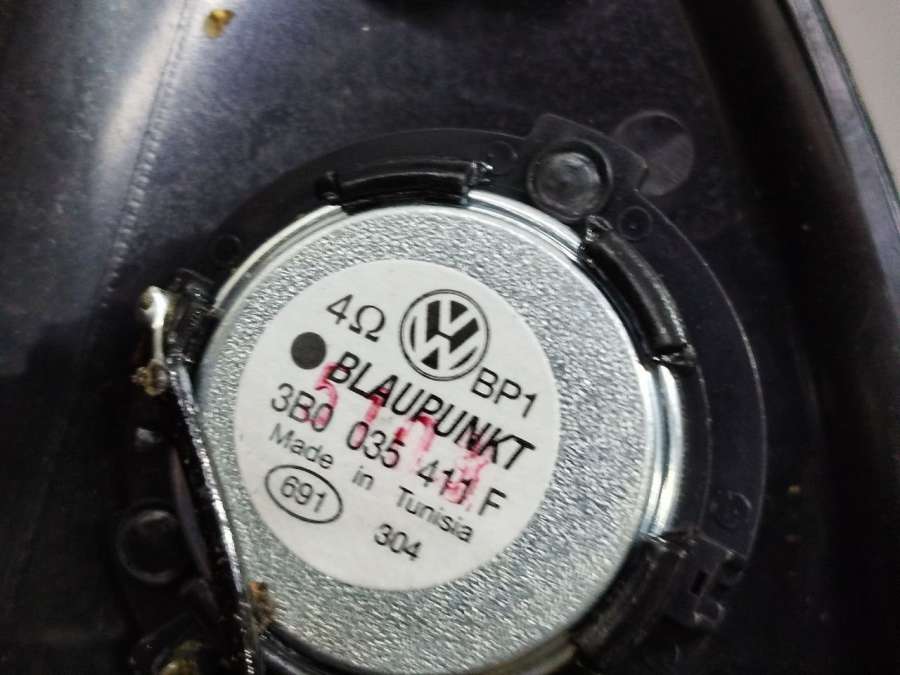 4Ω
BP1
BLAUPUNKT
3B0 035 411 F
Made in Tunisia
691
304